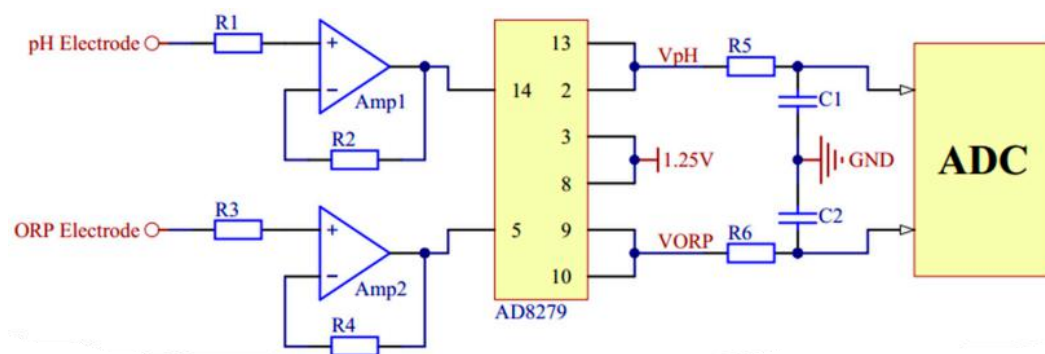 R1
pH Electrode
Amp1
R2
R3
ORP Electrode
Amp2
R4
13
14
2
3
8
5
9
10
AD8279
VpH
R5
C1
1.25V
GND
C2
VORP
R6
ADC